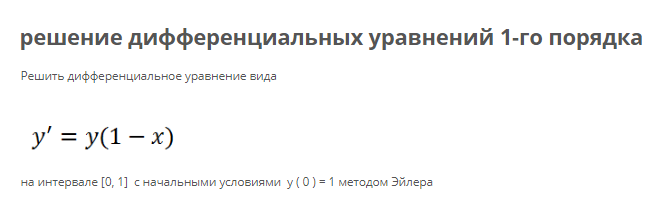 решение дифференциальных уравнений 1-го порядка
Решить дифференциальное уравнение вида
y′ = y(1 − x)
на интервале [0, 1] с начальными условиями y ( 0 ) = 1 методом Эйлера